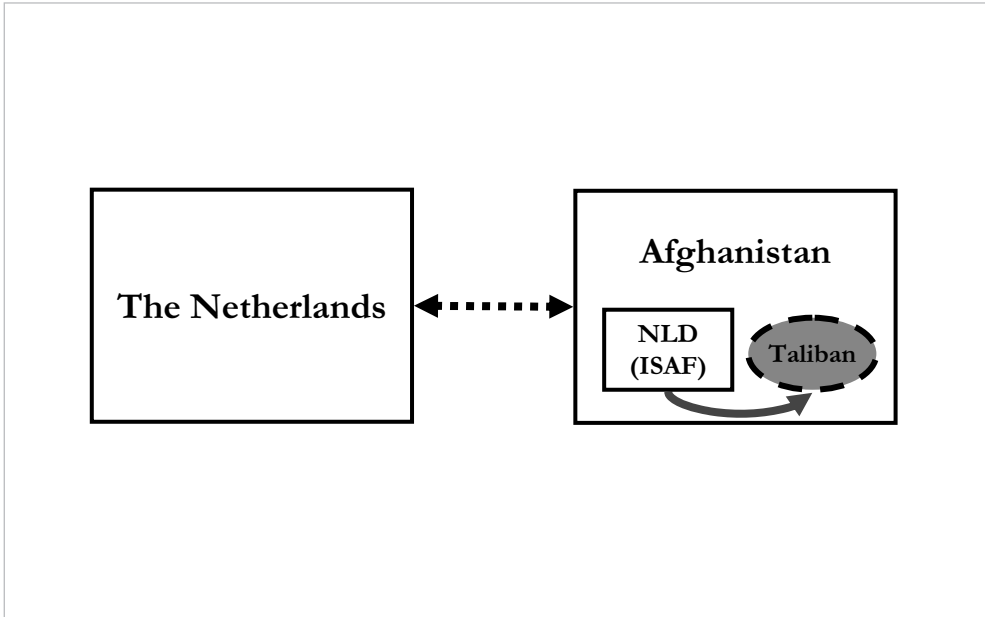 The Netherlands
Afghanistan
NLD
(ISAF)
Taliban